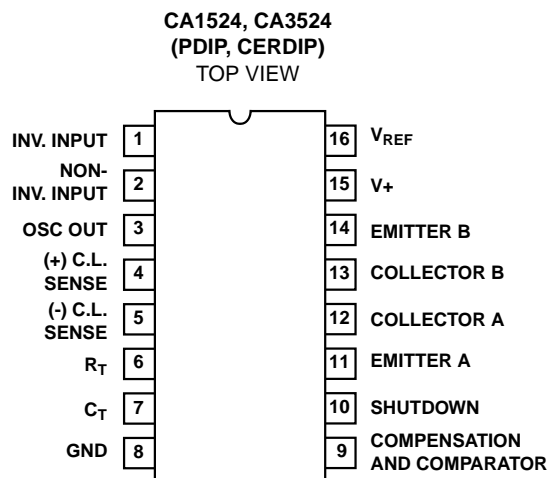 CA1524, CA3524
(PDIP, CERDIP)
TOP VIEW
INV. INPUT 1
NON-
INV. INPUT 2
OSC OUT 3
(+) C.L.
SENSE 4
(-) C.L.
SENSE 5
RT 6
CT 7
GND 8
16 VREF
15 V+
14 EMITTER B
13 COLLECTOR B
12 COLLECTOR A
11 EMITTER A
10 SHUTDOWN
9 COMPENSATION
AND COMPARATOR